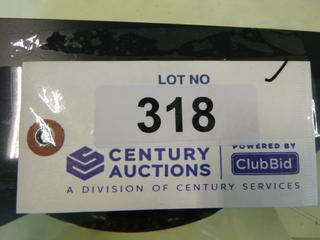 LOT NO
318
CENTURY
AUCTIONS
POWERED BY
ClubBid
A DIVISION OF CENTURY SERVICES